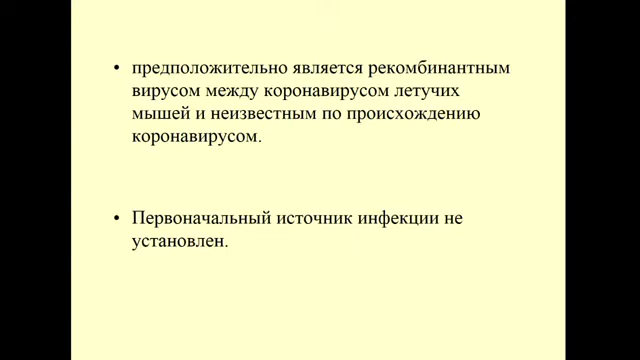 • предположительно является рекомбинантным
вирусом между коронавирусом летучих
мышей и неизвестным по происхождению
коронавирусом.
• Первоначальный источник инфекции не
установлен.